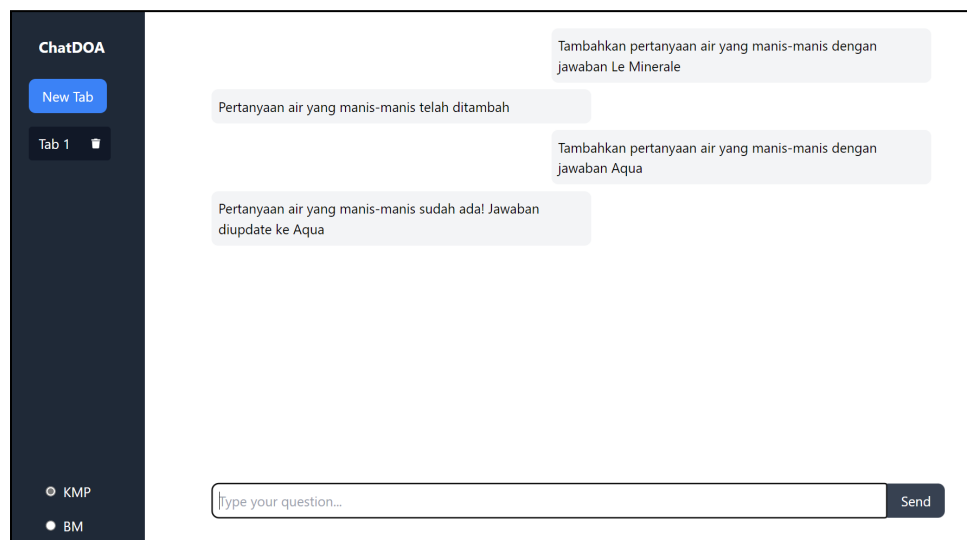 ChatDOA
New Tab
Tab 1
Tambahkan pertanyaan air yang manis-manis dengan
jawaban Le Minerale
Pertanyaan air yang manis-manis telah ditambah
Tambahkan pertanyaan air yang manis-manis dengan
jawaban Aqua
Pertanyaan air yang manis-manis sudah ada! Jawaban
diupdate ke Aqua
KMP
BM
Type your question...
Send